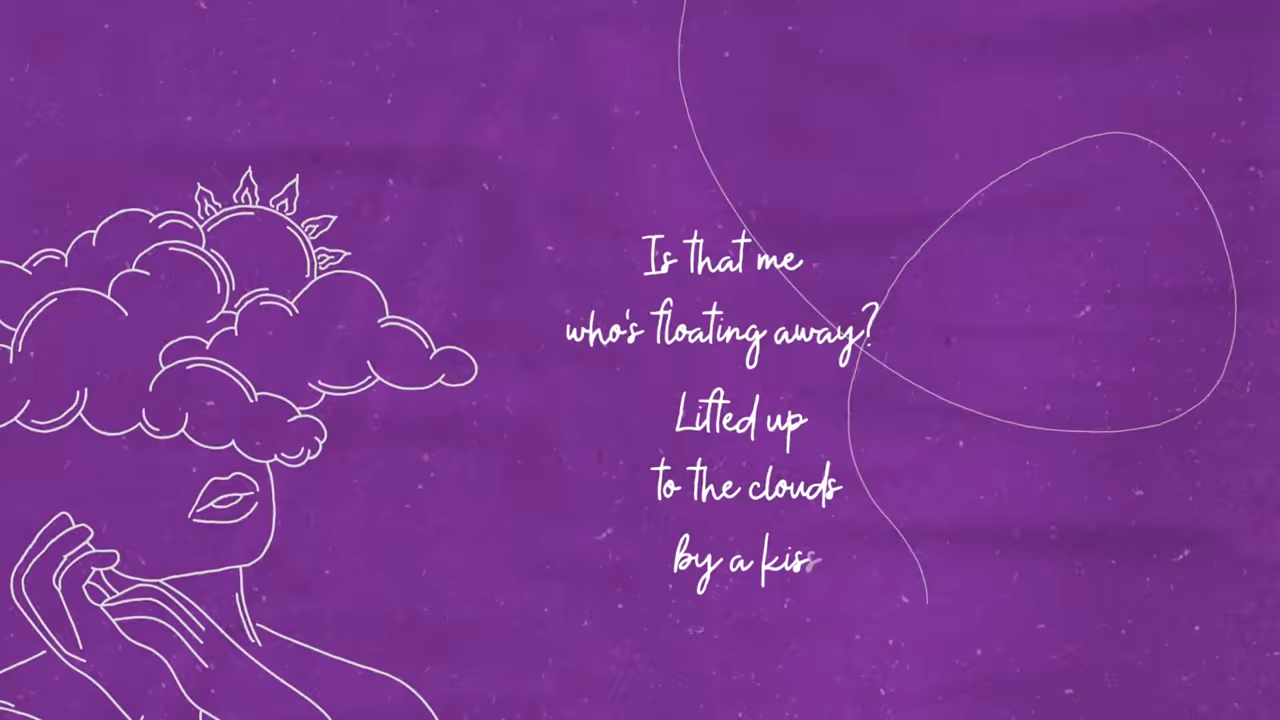 Is that me
who's floating away?
Lifted up
to the clouds
by a kiss